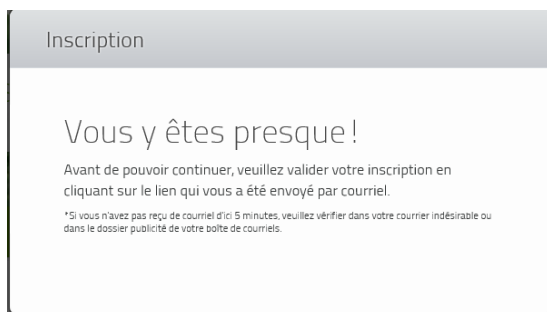 Inscription
Vous y êtes presque !
Avant de pouvoir continuer, veuillez valider votre inscription en
cliquant sur le lien qui vous a été envoyé par courriel.
*Si vous n'avez pas reçu de courriel d'ici 5 minutes, veuillez vérifier dans votre courrier indésirable ou
dans le dossier publicité de votre boîte de courriels.